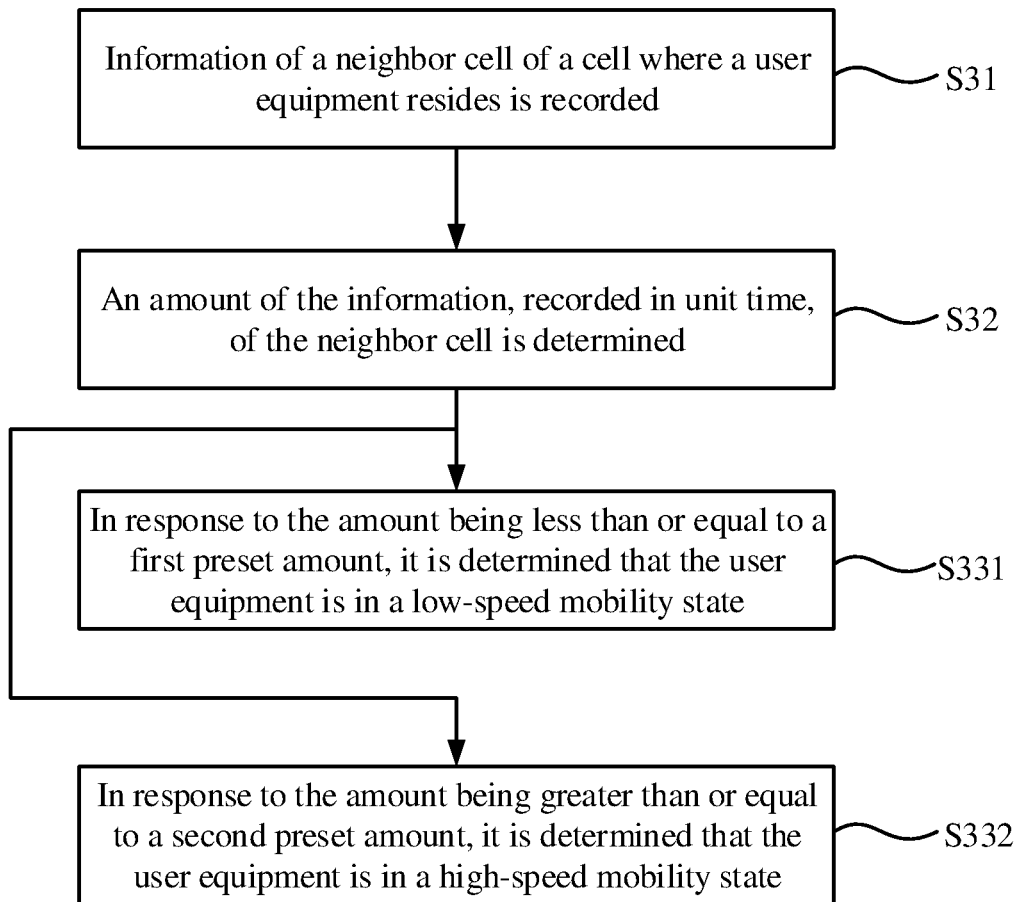 Information of a neighbor cell of a cell where a user
equipment resides is recorded
S31
An amount of the information, recorded in unit time,
of the neighbor cell is determined
S32
In response to the amount being less than or equal to a
first preset amount, it is determined that the user
equipment is in a low-speed mobility state
S331
In response to the amount being greater than or equal
to a second preset amount, it is determined that the
user equipment is in a high-speed mobility state
S332